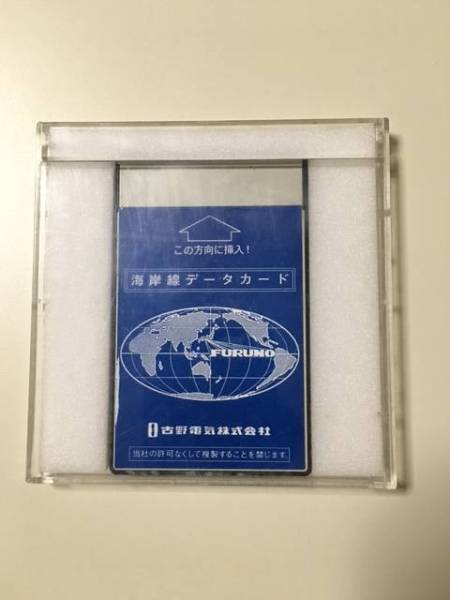 この方向に挿入!
海岸線データカード
FURUNO
古野電気株式会社
当社の許可なくして複製することを禁じます.